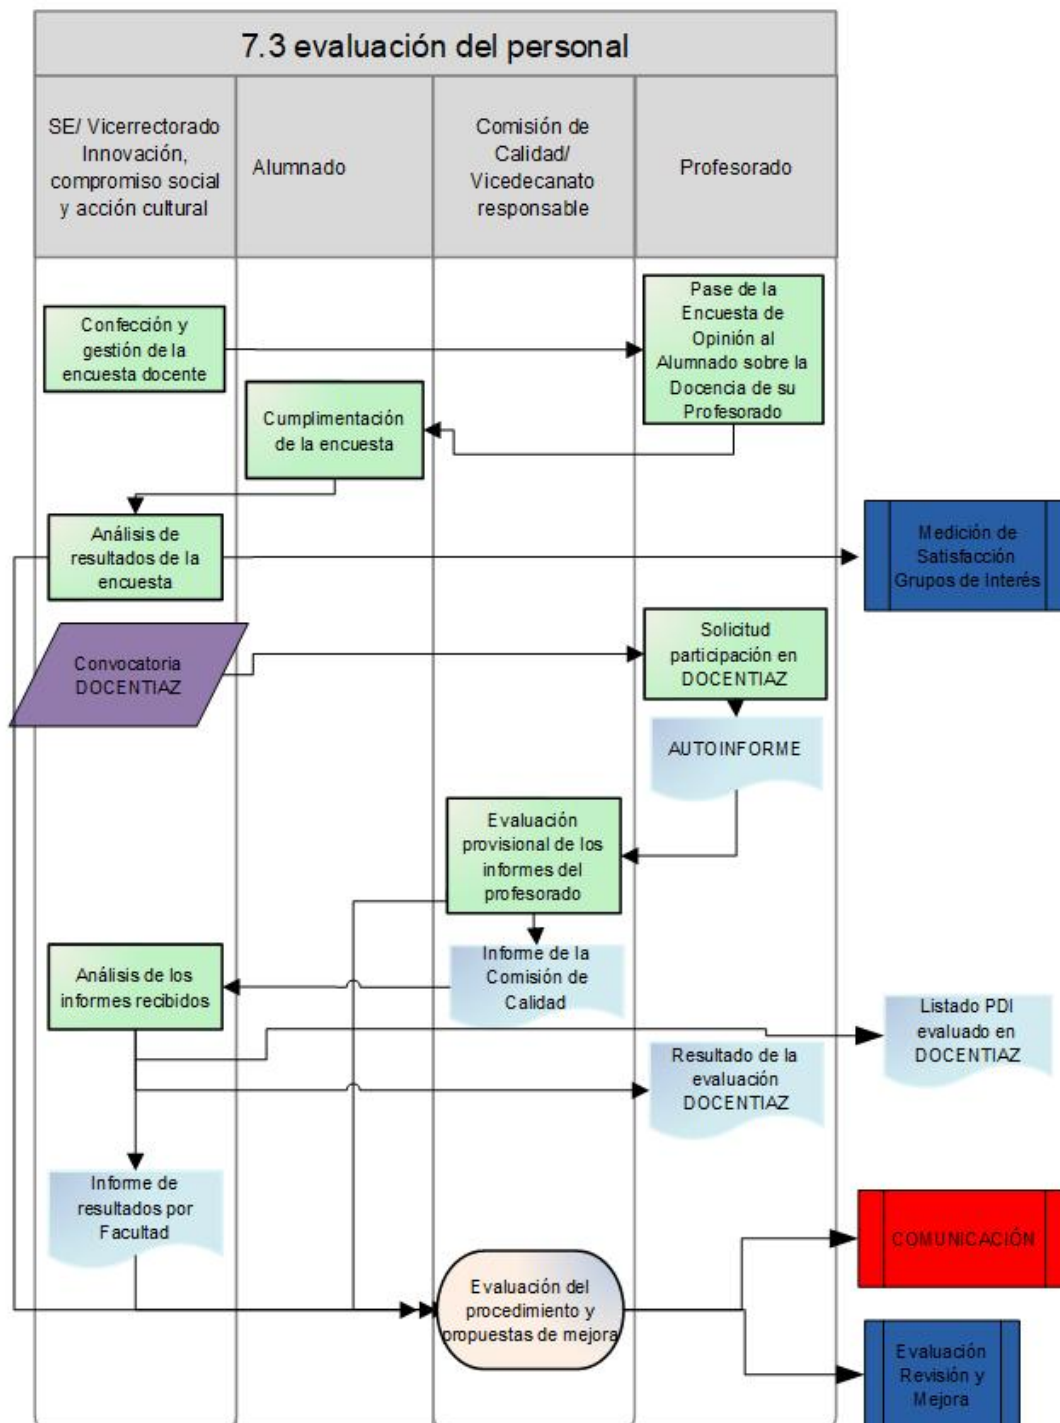 7.3 evaluación del personal
SE/ Vicerrectorado
Innovación,
compromiso social
y acción cultural
Alumnado
Comisión de
Calidad/
Vicedecanato
responsable
Profesorado
Confección y
gestión de la
encuesta docente
Pase de la
Encuesta de
Opinión al
Alumnado sobre la
Docencia de su
Profesorado
Cumplimentación
de la encuesta
Análisis de
resultados de la
encuesta
Medición de
Satisfacción
Grupos de Interés
Convocatoria
DOCENTIAZ
Solicitud
participación en
DOCENTIAZ
AUTOINFORME
Evaluación
provisional de los
informes del
profesorado
Informe de la
Comisión de
Calidad
Análisis de los
informes recibidos
Listado PDI
evaluado en
DOCENTIAZ
Resultado de la
evaluación
DOCENTIAZ
Informe de
resultados por
Facultad
COMUNICACIÓN
Evaluación del
procedimiento y
propuestas de mejora
Evaluación
Revisión y
Mejora